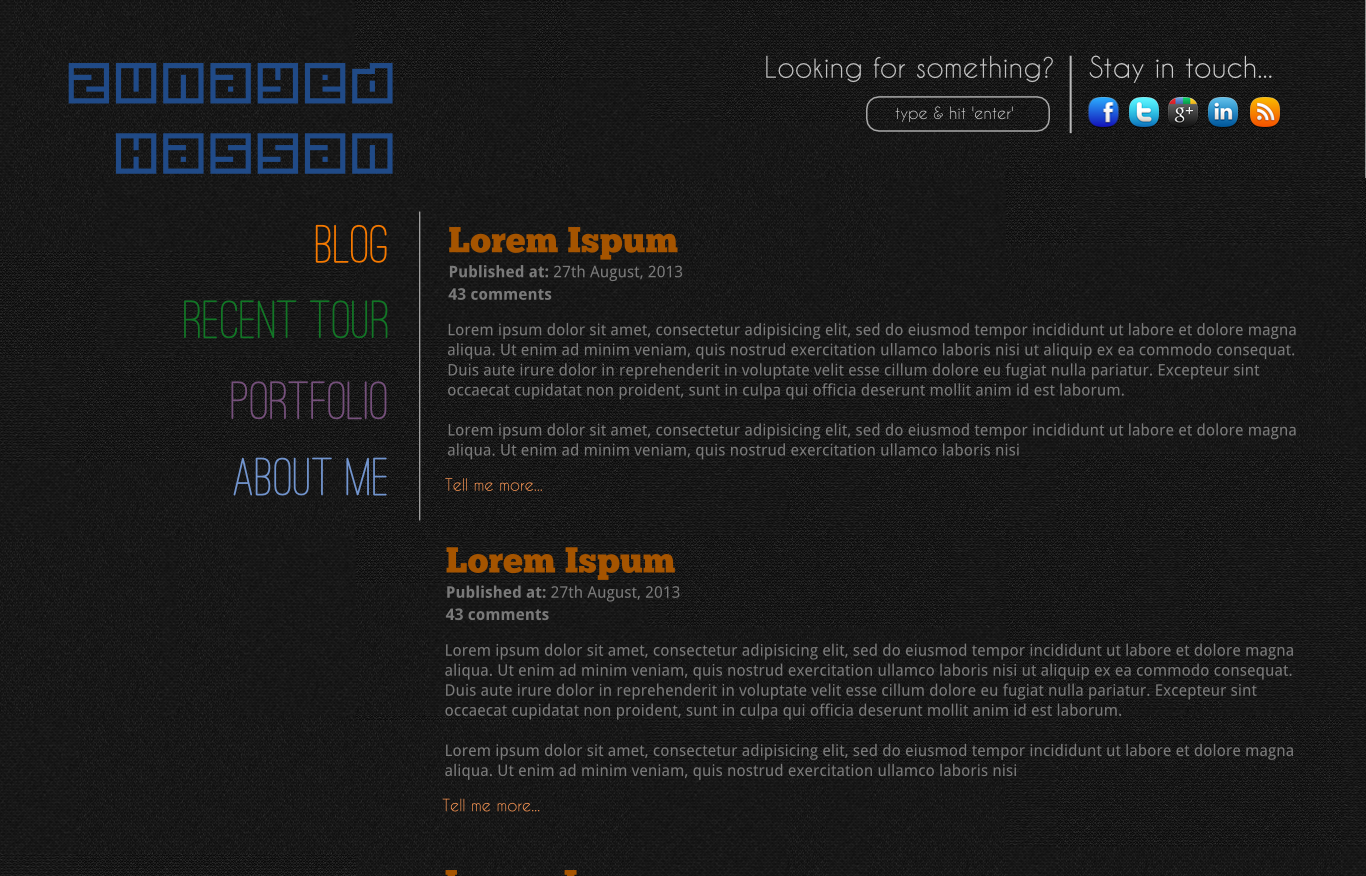 zunayed
Hassan
Looking for something?
type & hit 'enter'
Stay in touch...
f t g+ in
BLOG
RECENT TOUR
PORTFOLIO
ABOUT ME
Lorem Ispum
Published at: 27th August, 2013
43 comments
Lorem ipsum dolor sit amet, consectetur adipisicing elit, sed do eiusmod tempor incididunt ut labore et dolore magna
aliqua. Ut enim ad minim veniam, quis nostrud exercitation ullamco laboris nisi ut aliquip ex ea commodo consequat.
Duis aute irure dolor in reprehenderit in voluptate velit esse cillum dolore eu fugiat nulla pariatur. Excepteur sint
occaecat cupidatat non proident, sunt in culpa qui officia deserunt mollit anim id est laborum.
Lorem ipsum dolor sit amet, consectetur adipisicing elit, sed do eiusmod tempor incididunt ut labore et dolore magna
aliqua. Ut enim ad minim veniam, quis nostrud exercitation ullamco laboris nisi
Tell me more...
Lorem Ispum
Published at: 27th August, 2013
43 comments
Lorem ipsum dolor sit amet, consectetur adipisicing elit, sed do eiusmod tempor incididunt ut labore et dolore magna
aliqua. Ut enim ad minim veniam, quis nostrud exercitation ullamco laboris nisi ut aliquip ex ea commodo consequat.
Duis aute irure dolor in reprehenderit in voluptate velit esse cillum dolore eu fugiat nulla pariatur. Excepteur sint
occaecat cupidatat non proident, sunt in culpa qui officia deserunt mollit anim id est laborum.
Lorem ipsum dolor sit amet, consectetur adipisicing elit, sed do eiusmod tempor incididunt ut labore et dolore magna
aliqua. Ut enim ad minim veniam, quis nostrud exercitation ullamco laboris nisi
Tell me more...